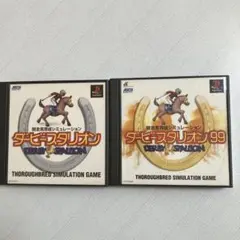 競走馬育成シミュレーション
ダービースタリオン
DERBY STALLION
THOROUGHBRED SIMULATION GAME
競走馬育成シミュレーション
ダービースタリオン99
DERBY STALLION
THOROUGHBRED SIMULATION GAME